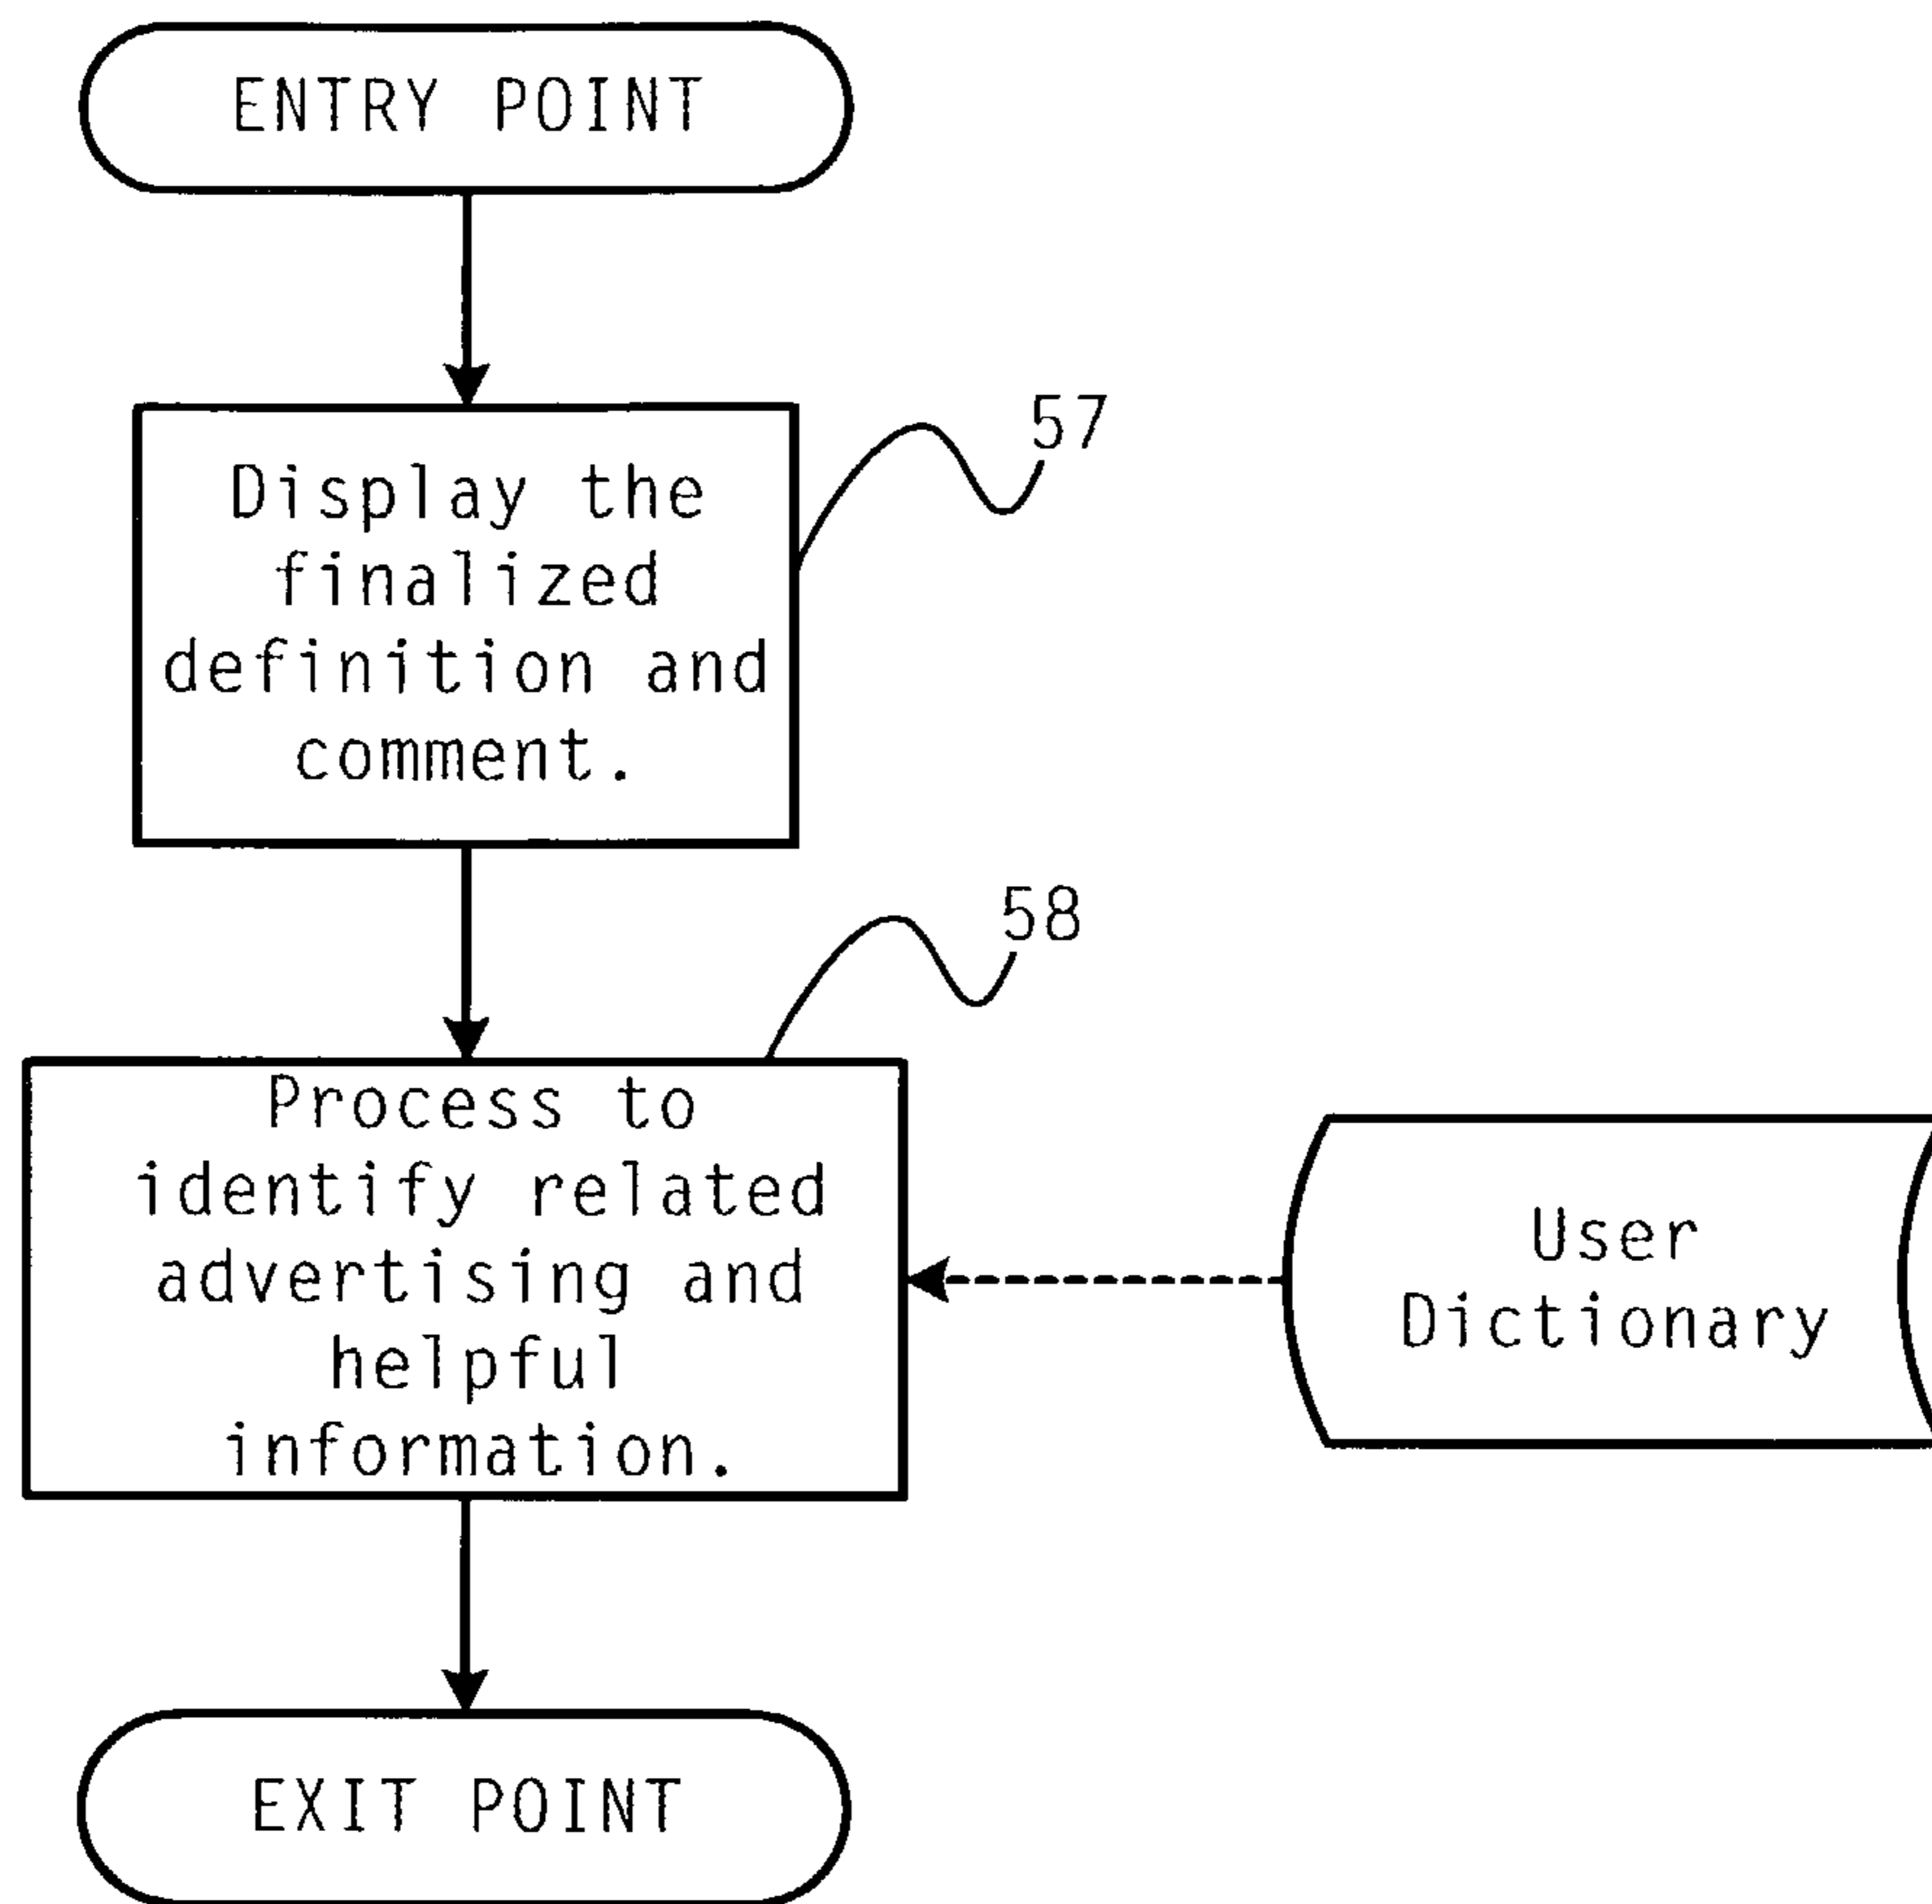 ENTRY POINT
57
Display the
finalized
definition and
comment.
58
Process to
identify related
advertising and
helpful
information.
User
Dictionary
EXIT POINT